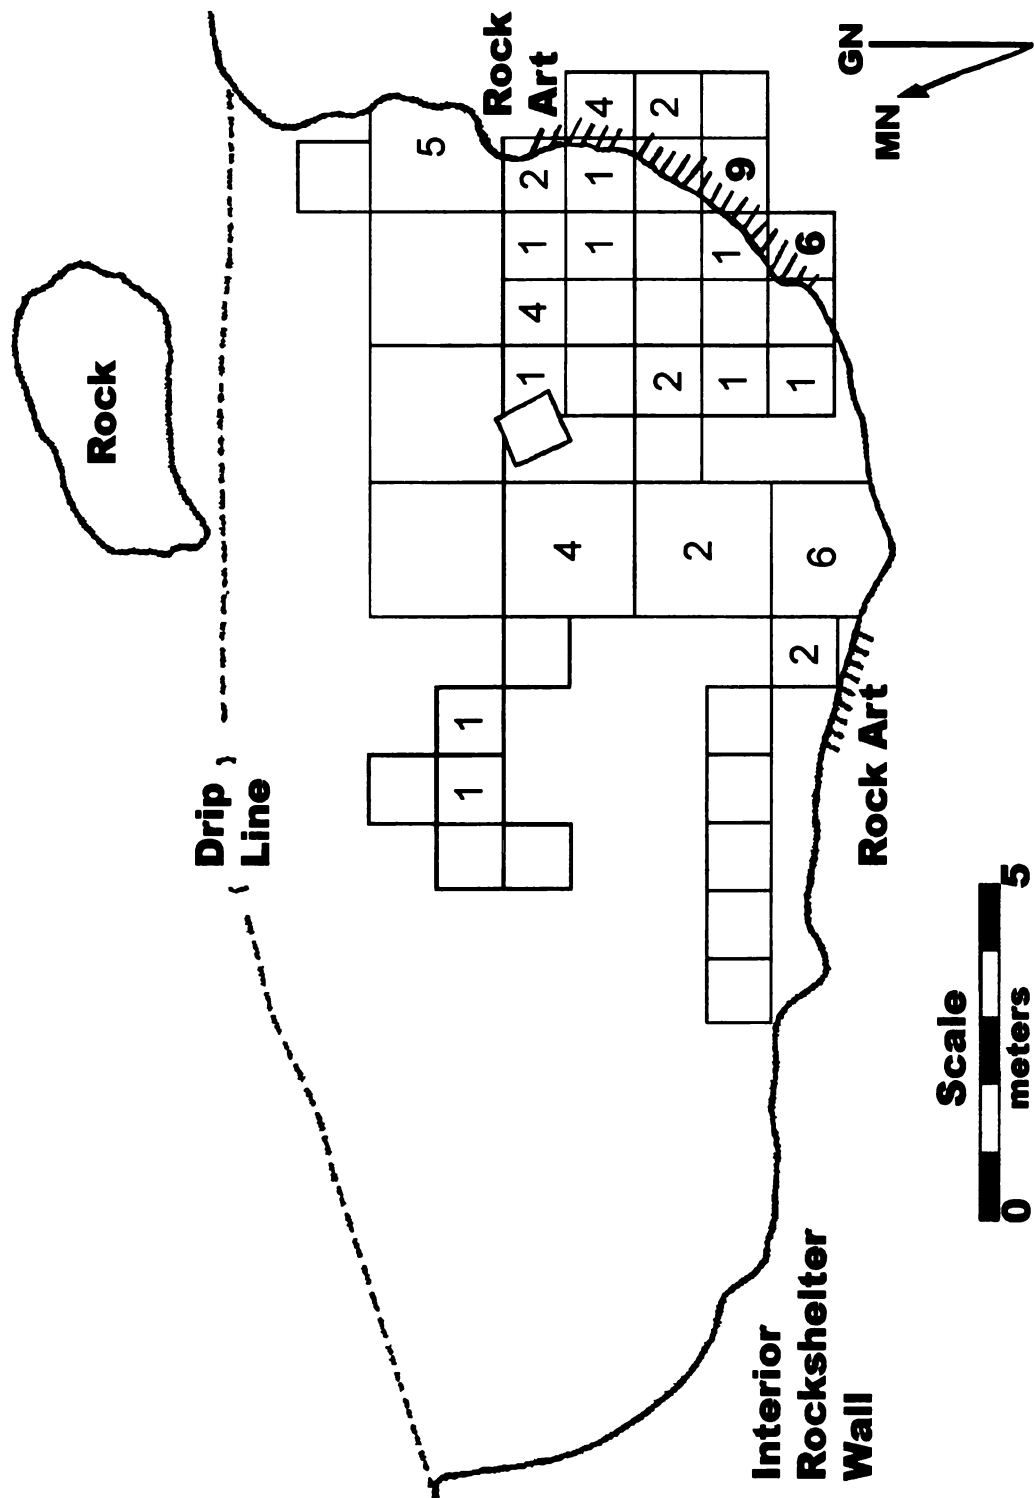 Rock
Drip
Line
5
1 1
Rock
Art
1 4 1 2
4 1 1 4
2 2
2
1 1 9
2 6 1 6
Interior
Rockshelter
Wall
Rock Art
GN
MN
Scale
0 5
meters